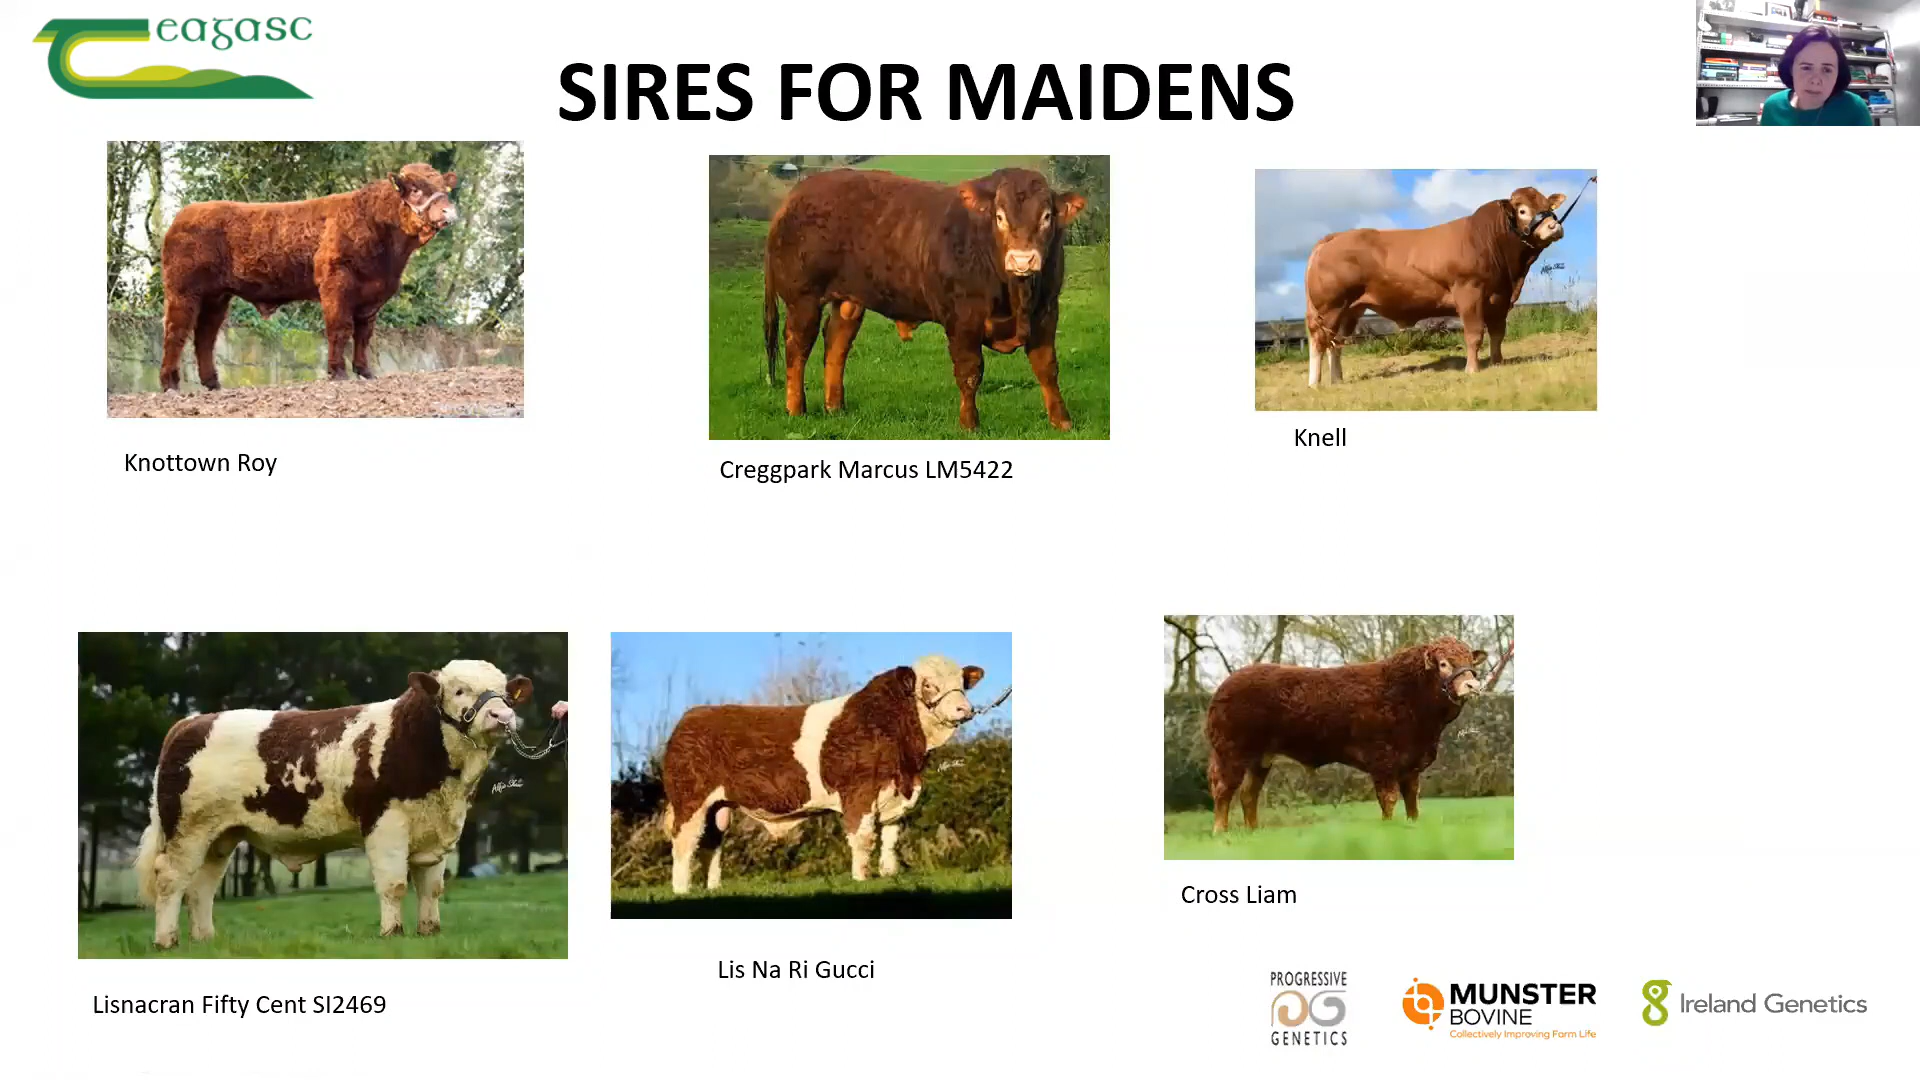 eagasc
SIRES FOR MAIDENS
Knottown Roy
Creggpark Marcus LM5422
Knell
Lisnacran Fifty Cent SI2469
Lis Na Ri Gucci
Cross Liam
PROGRESSIVE
GENETICS
MUNSTER
BOVINE
Collectively Improving Farm Life
Ireland Genetics